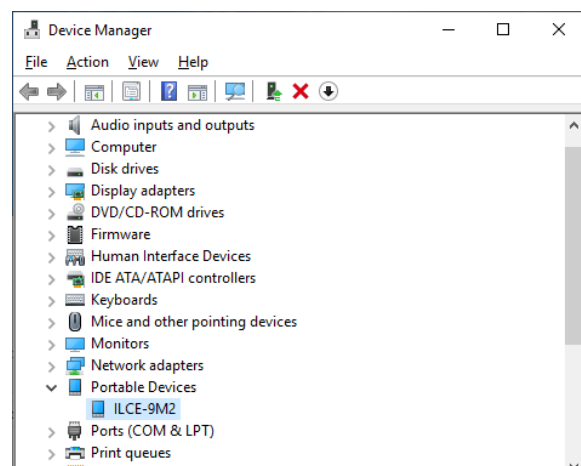 Device Manager
File Action View Help
Audio inputs and outputs
Computer
Disk drives
Display adapters
DVD/CD-ROM drives
Firmware
Human Interface Devices
IDE ATA/ATAPI controllers
Keyboards
Mice and other pointing devices
Monitors
Network adapters
Portable Devices
ILCE-9M2
Ports (COM & LPT)
Print queues